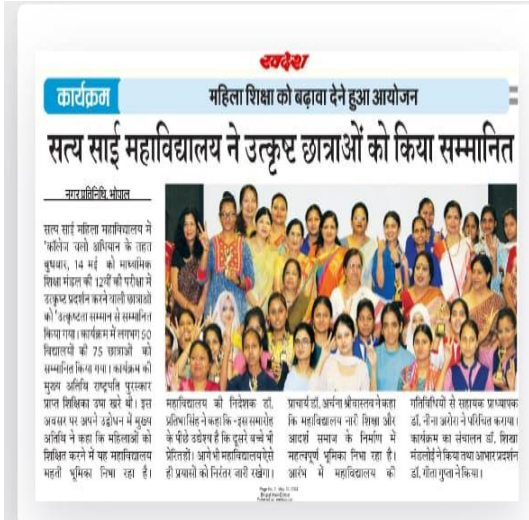 स्वदेश
कार्यक्रम
महिला शिक्षा को बढ़ावा देने हुआ आयोजन
सत्य साई महाविद्यालय ने उत्कृष्ट छात्राओं को किया सम्मानित
नगर प्रतिनिधि, भोपाल
सत्य साई महिला महाविद्यालय में
'कॉलेज चलो अभियान के तहत
बुधवार, 14 मई को माध्यमिक
शिक्षा मंडल की 12वीं की परीक्षा में
उत्कृष्ट प्रदर्शन करने वाली छात्राओं
को "उत्कृष्टता सम्मान से सम्मानित
किया गया। कार्यक्रम में लगभग 50
विद्यालयों की 75 छात्राओं को
सम्मानित किया गया। कार्यक्रम की
मुख्य अतिथि राष्ट्रपति पुरस्कार
प्राप्त शिक्षिका उषा खरे थीं। इस
अवसर पर अपने उद्बोधन में मुख्य
अतिथि ने कहा कि महिलाओं को
शिक्षित करने में यह महाविद्यालय
महती भूमिका निभा रहा है।
महाविद्यालय की निदेशक डॉ.
प्रतिभा सिंह ने कहा कि -इस समारोह
के पीछे उद्देश्य है कि दूसरे बच्चे भी
प्रेरित हों। आगे भी महाविद्यालय ऐसे
ही प्रयासों को निरंतर जारी रखेगा।
प्राचार्य डॉ. अर्चना श्रीवास्तव ने कहा
कि महाविद्यालय नारी शिक्षा और
आदर्श समाज के निर्माण में
महत्वपूर्ण भूमिका निभा रहा है।
आरंभ में महाविद्यालय की
गतिविधियों से सहायक प्राध्यापक
डॉ. नीना अरोरा ने परिचित कराया।
कार्यक्रम का संचालन डॉ. शिखा
मंडलोई ने किया तथा आभार प्रदर्शन
डॉ. गीता गुप्ता ने किया।